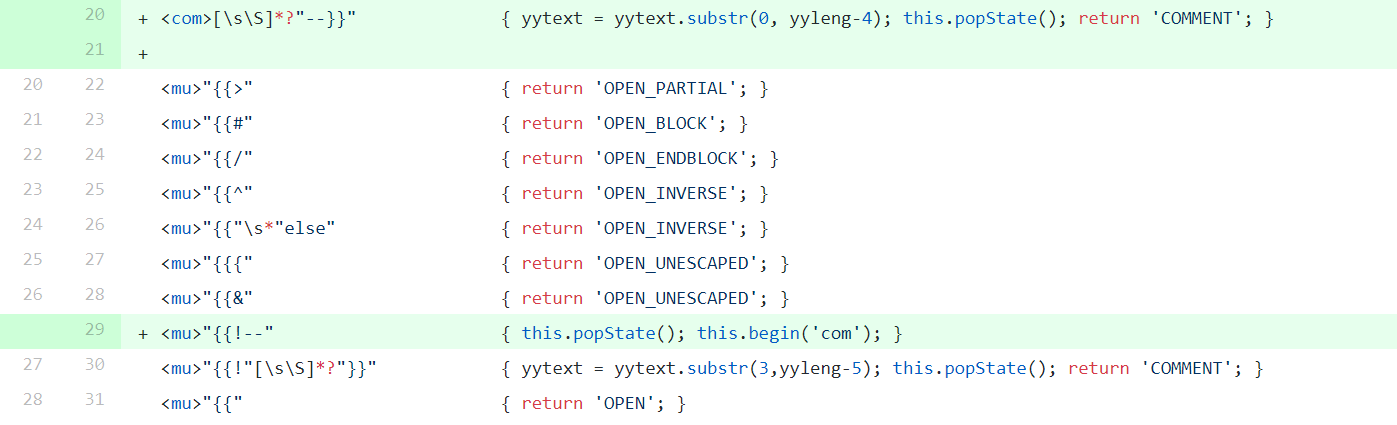 20 + <com>[\s\S]*?"--}}" { yytext = yytext.substr(0, yyleng-4); this.popState(); return 'COMMENT'; }
21 +
20 22 <mu>"{{>" { return 'OPEN_PARTIAL'; }
21 23 <mu>"{{#" { return 'OPEN_BLOCK'; }
22 24 <mu>"{{/" { return 'OPEN_ENDBLOCK'; }
23 25 <mu>"{{^" { return 'OPEN_INVERSE'; }
24 26 <mu>"{{"\s*"else" { return 'OPEN_INVERSE'; }
25 27 <mu>"{{{" { return 'OPEN_UNESCAPED'; }
26 28 <mu>"{{&" { return 'OPEN_UNESCAPED'; }
29 + <mu>"{{!--" { this.popState(); this.begin('com'); }
27 30 <mu>"{{!"[\s\S]*?"}}" { yytext = yytext.substr(3,yyleng-5); this.popState(); return 'COMMENT'; }
28 31 <mu>"{{" { return 'OPEN'; }